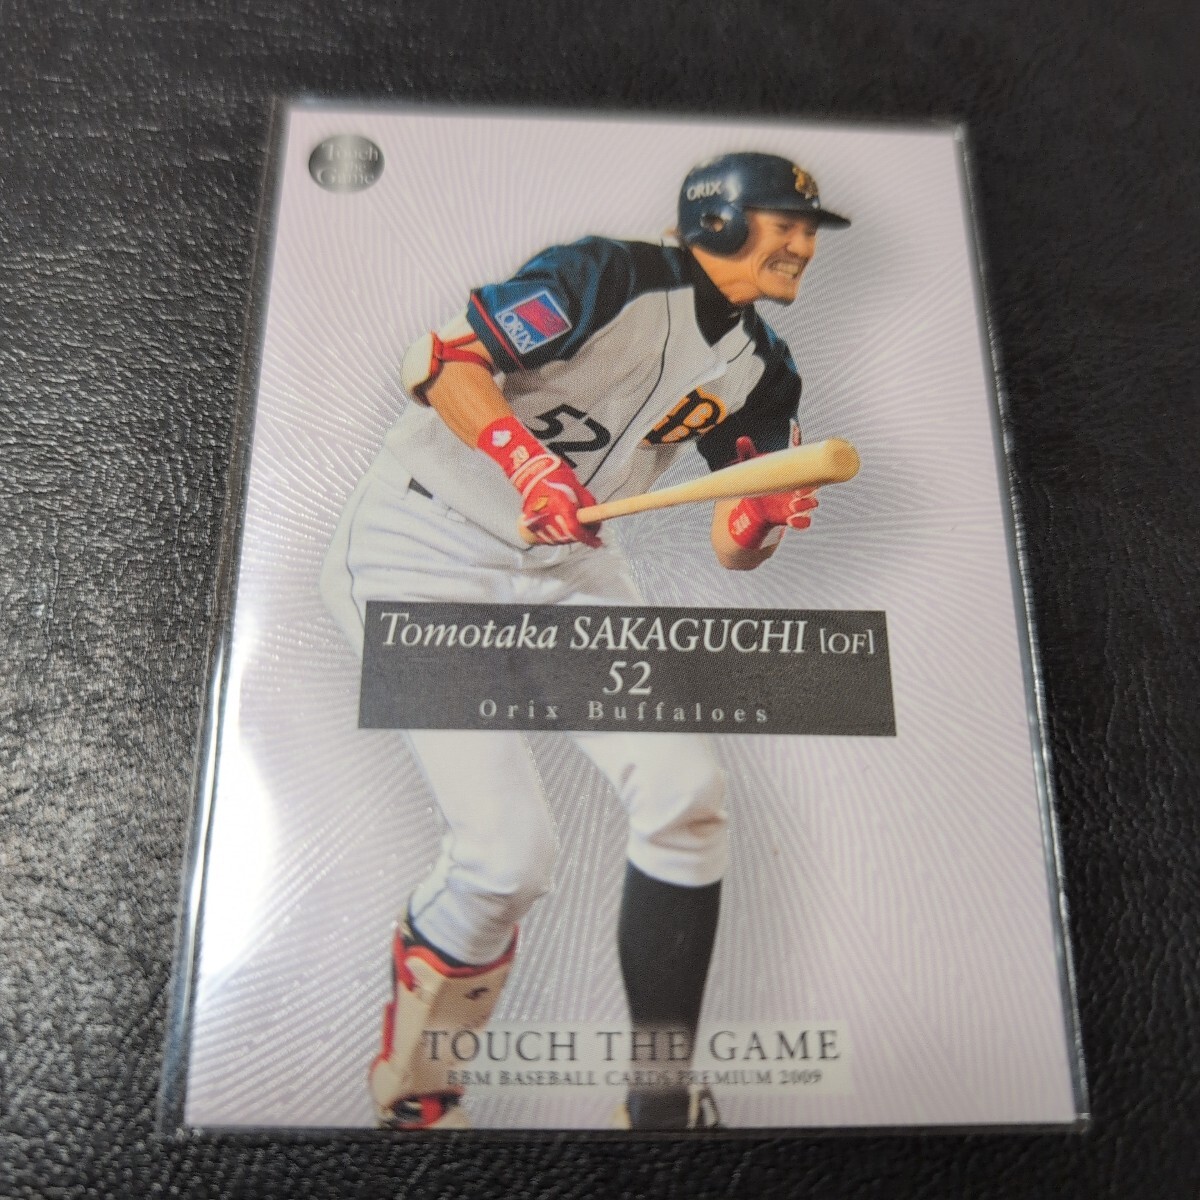 Touch
the
Game
ORIX
ORIX
52
B
Tomotaka SAKAGUCHI [OF]
52
Orix Buffaloes
TOUCH THE GAME
BBM BASEBALL CARDS PREMIUM 2009